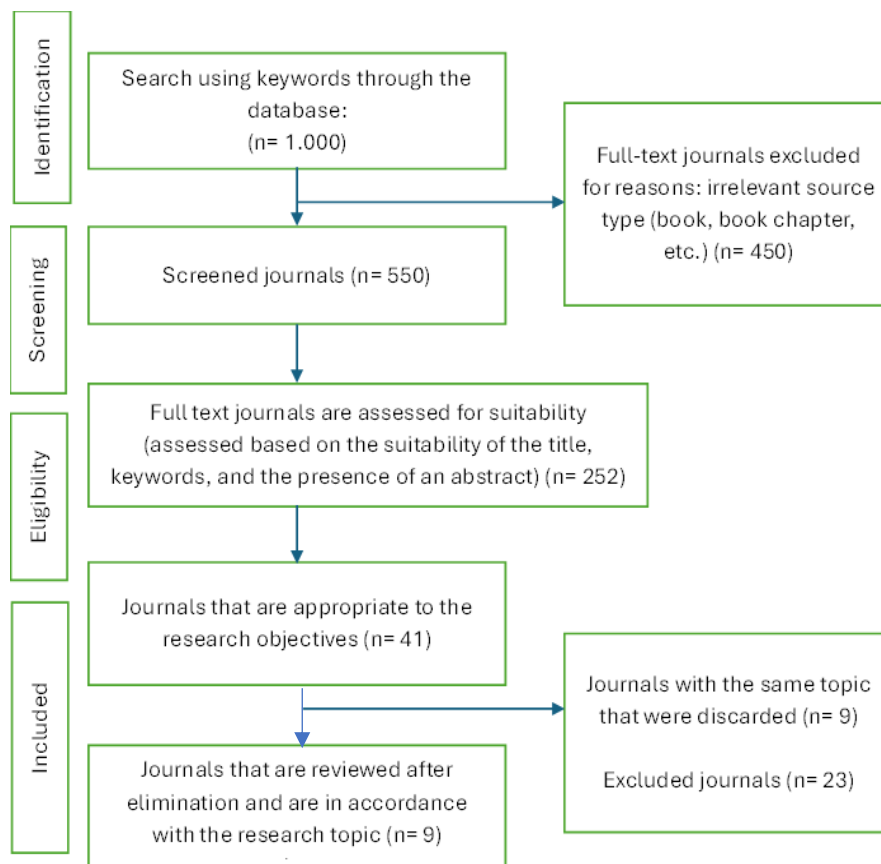 Identification
Search using keywords through the
database:
(n= 1.000)
Full-text journals excluded
for reasons: irrelevant source
type (book, book chapter,
etc.) (n= 450)
Screening
Screened journals (n= 550)
Eligibility
Full text journals are assessed for suitability
(assessed based on the suitability of the title,
keywords, and the presence of an abstract) (n= 252)
Included
Journals that are appropriate to the
research objectives (n= 41)
Journals with the same topic
that were discarded (n= 9)
Excluded journals (n= 23)
Journals that are reviewed after
elimination and are in accordance
with the research topic (n= 9)